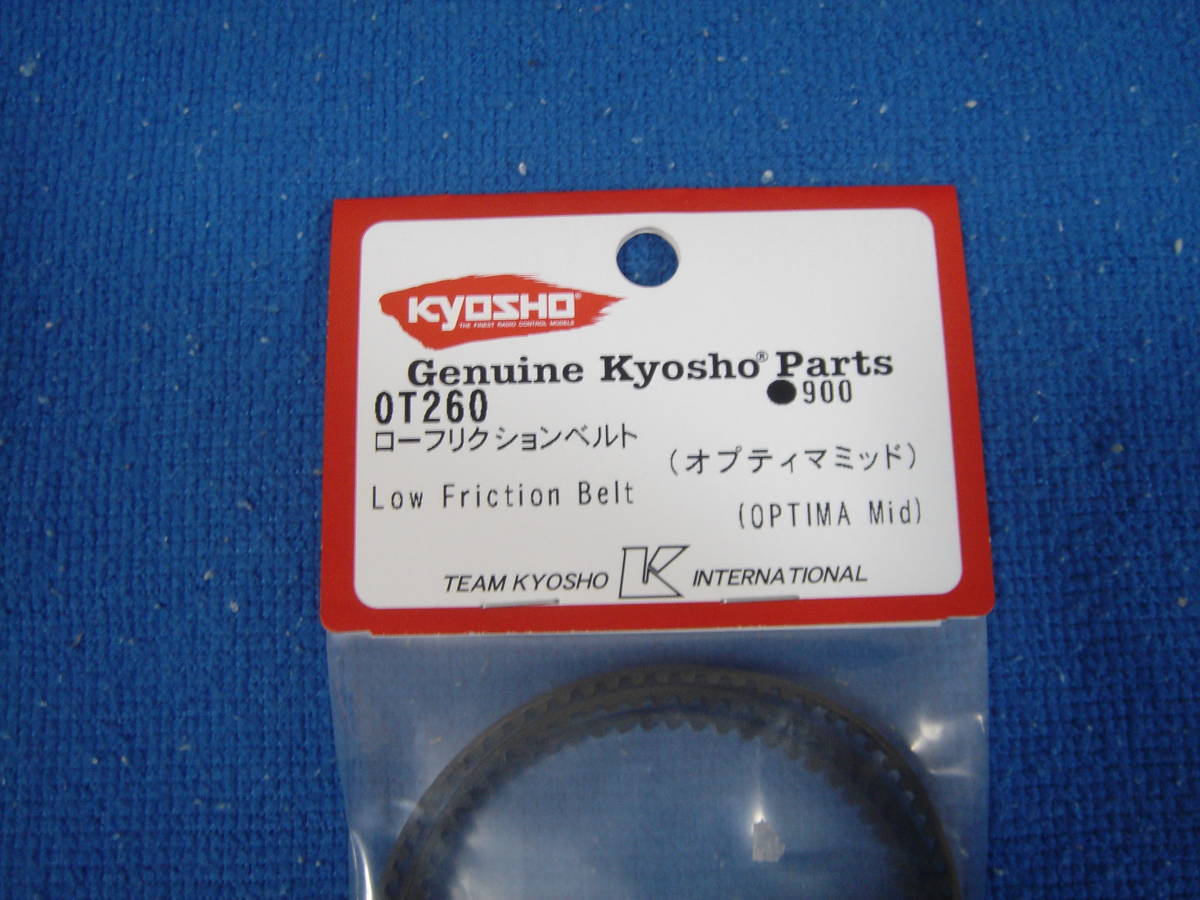 KYOSHO®
THE FINEST RADIO CONTROL MODELS
Genuine Kyosho® Parts
OT260 ●900
ローフリクションベルト
(オプティマミッド)
Low Friction Belt
(OPTIMA Mid)
TEAM KYOSHO K INTERNATIONAL